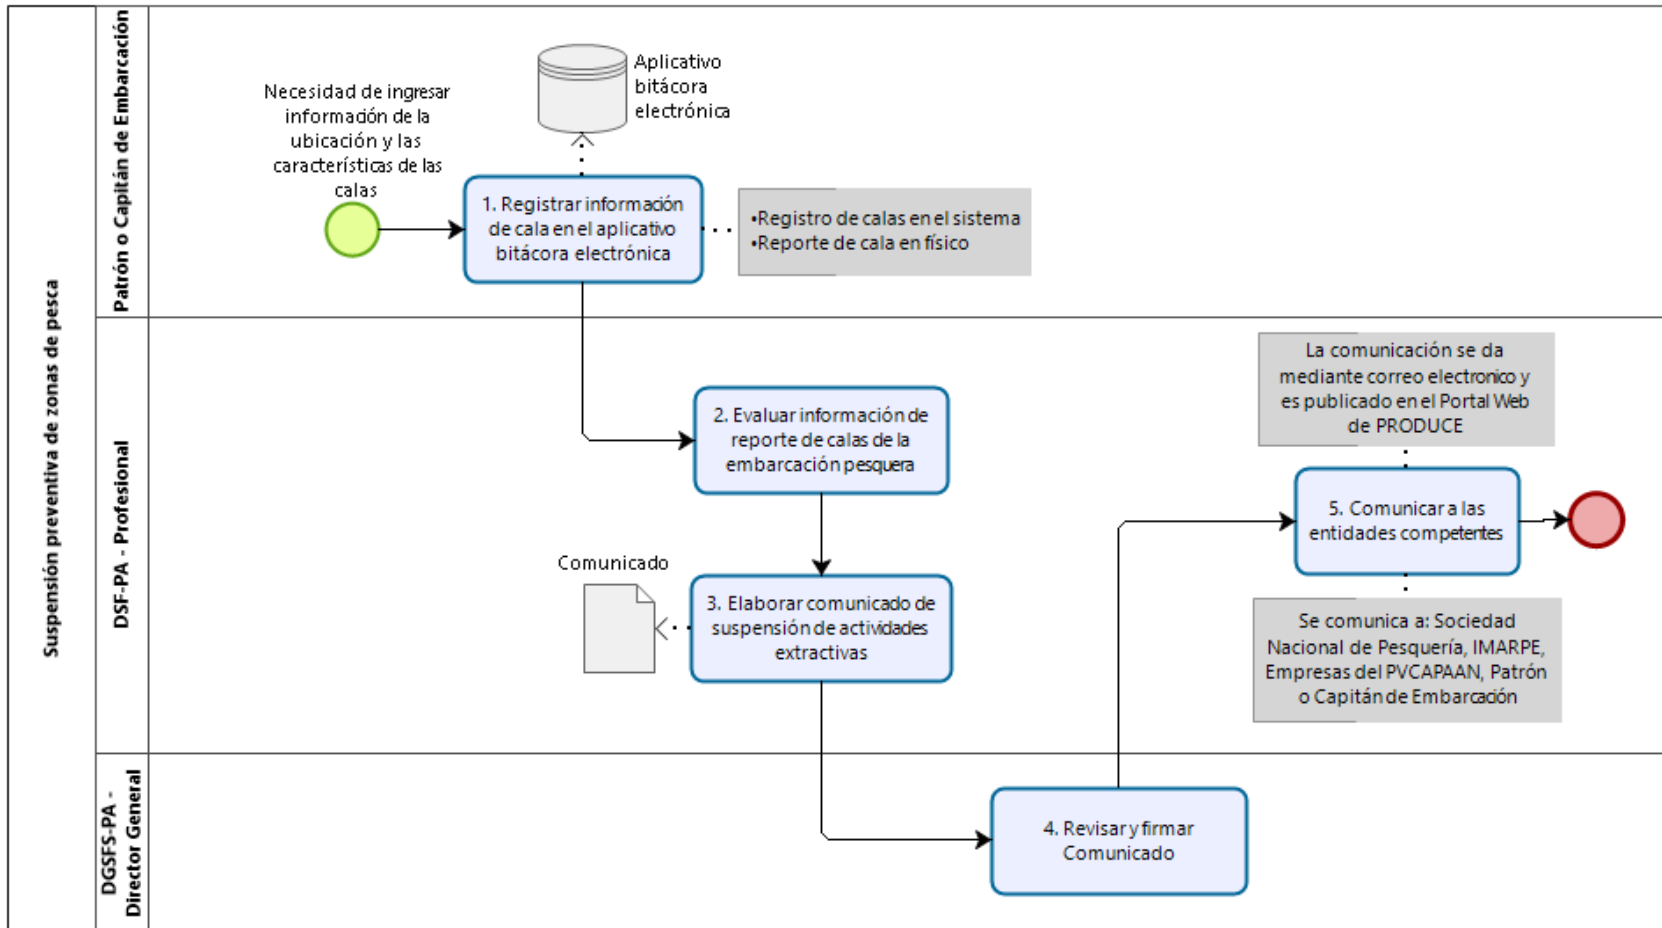 Suspensión preventiva de zonas de pesca
Patrón o Capitán de Embarcación
Necesidad de ingresar
información de la
ubicación y las
características de las
calas
Aplicativo
bitácora
electrónica
1. Registrar información
de cala en el aplicativo
bitácora electrónica
•Registro de calas en el sistema
•Reporte de cala en físico
DSF-PA - Profesional
2. Evaluar información de
reporte de calas de la
embarcación pesquera
Comunicado
3. Elaborar comunicado de
suspensión de actividades
extractivas
La comunicación se da
mediante correo electronico y
es publicado en el Portal Web
de PRODUCE
5. Comunicar a las
entidades competentes
Se comunica a: Sociedad
Nacional de Pesquería, IMARPE,
Empresas del PVCAPAAN, Patrón
o Capitán de Embarcación
DGSFS-PA -
Director General
4. Revisar y firmar
Comunicado